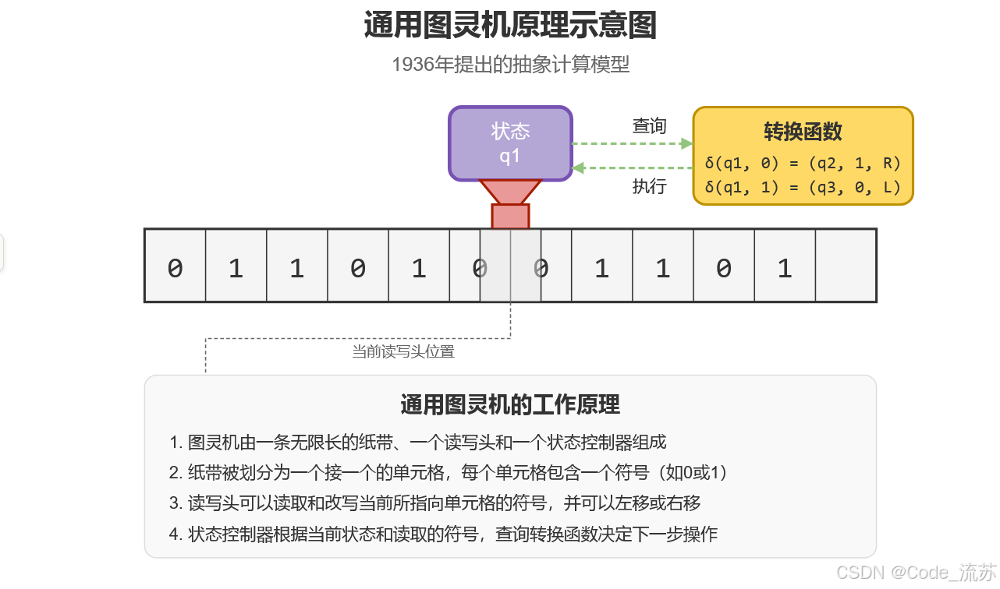 通用图灵机原理示意图
1936年提出的抽象计算模型
状态
q1
查询
执行
转换函数
δ(q1, 0) = (q2, 1, R)
δ(q1, 1) = (q3, 0, L)
0 1 1 0 1 0 0 1 1 0 1
当前读写头位置
通用图灵机的工作原理
1. 图灵机由一条无限长的纸带、一个读写头和一个状态控制器组成
2. 纸带被划分为一个接一个的单元格，每个单元格包含一个符号（如0或1）
3. 读写头可以读取和改写当前所指向单元格的符号，并可以左移或右移
4. 状态控制器根据当前状态和读取的符号，查询转换函数决定下一步操作
CSDN @Code_流苏